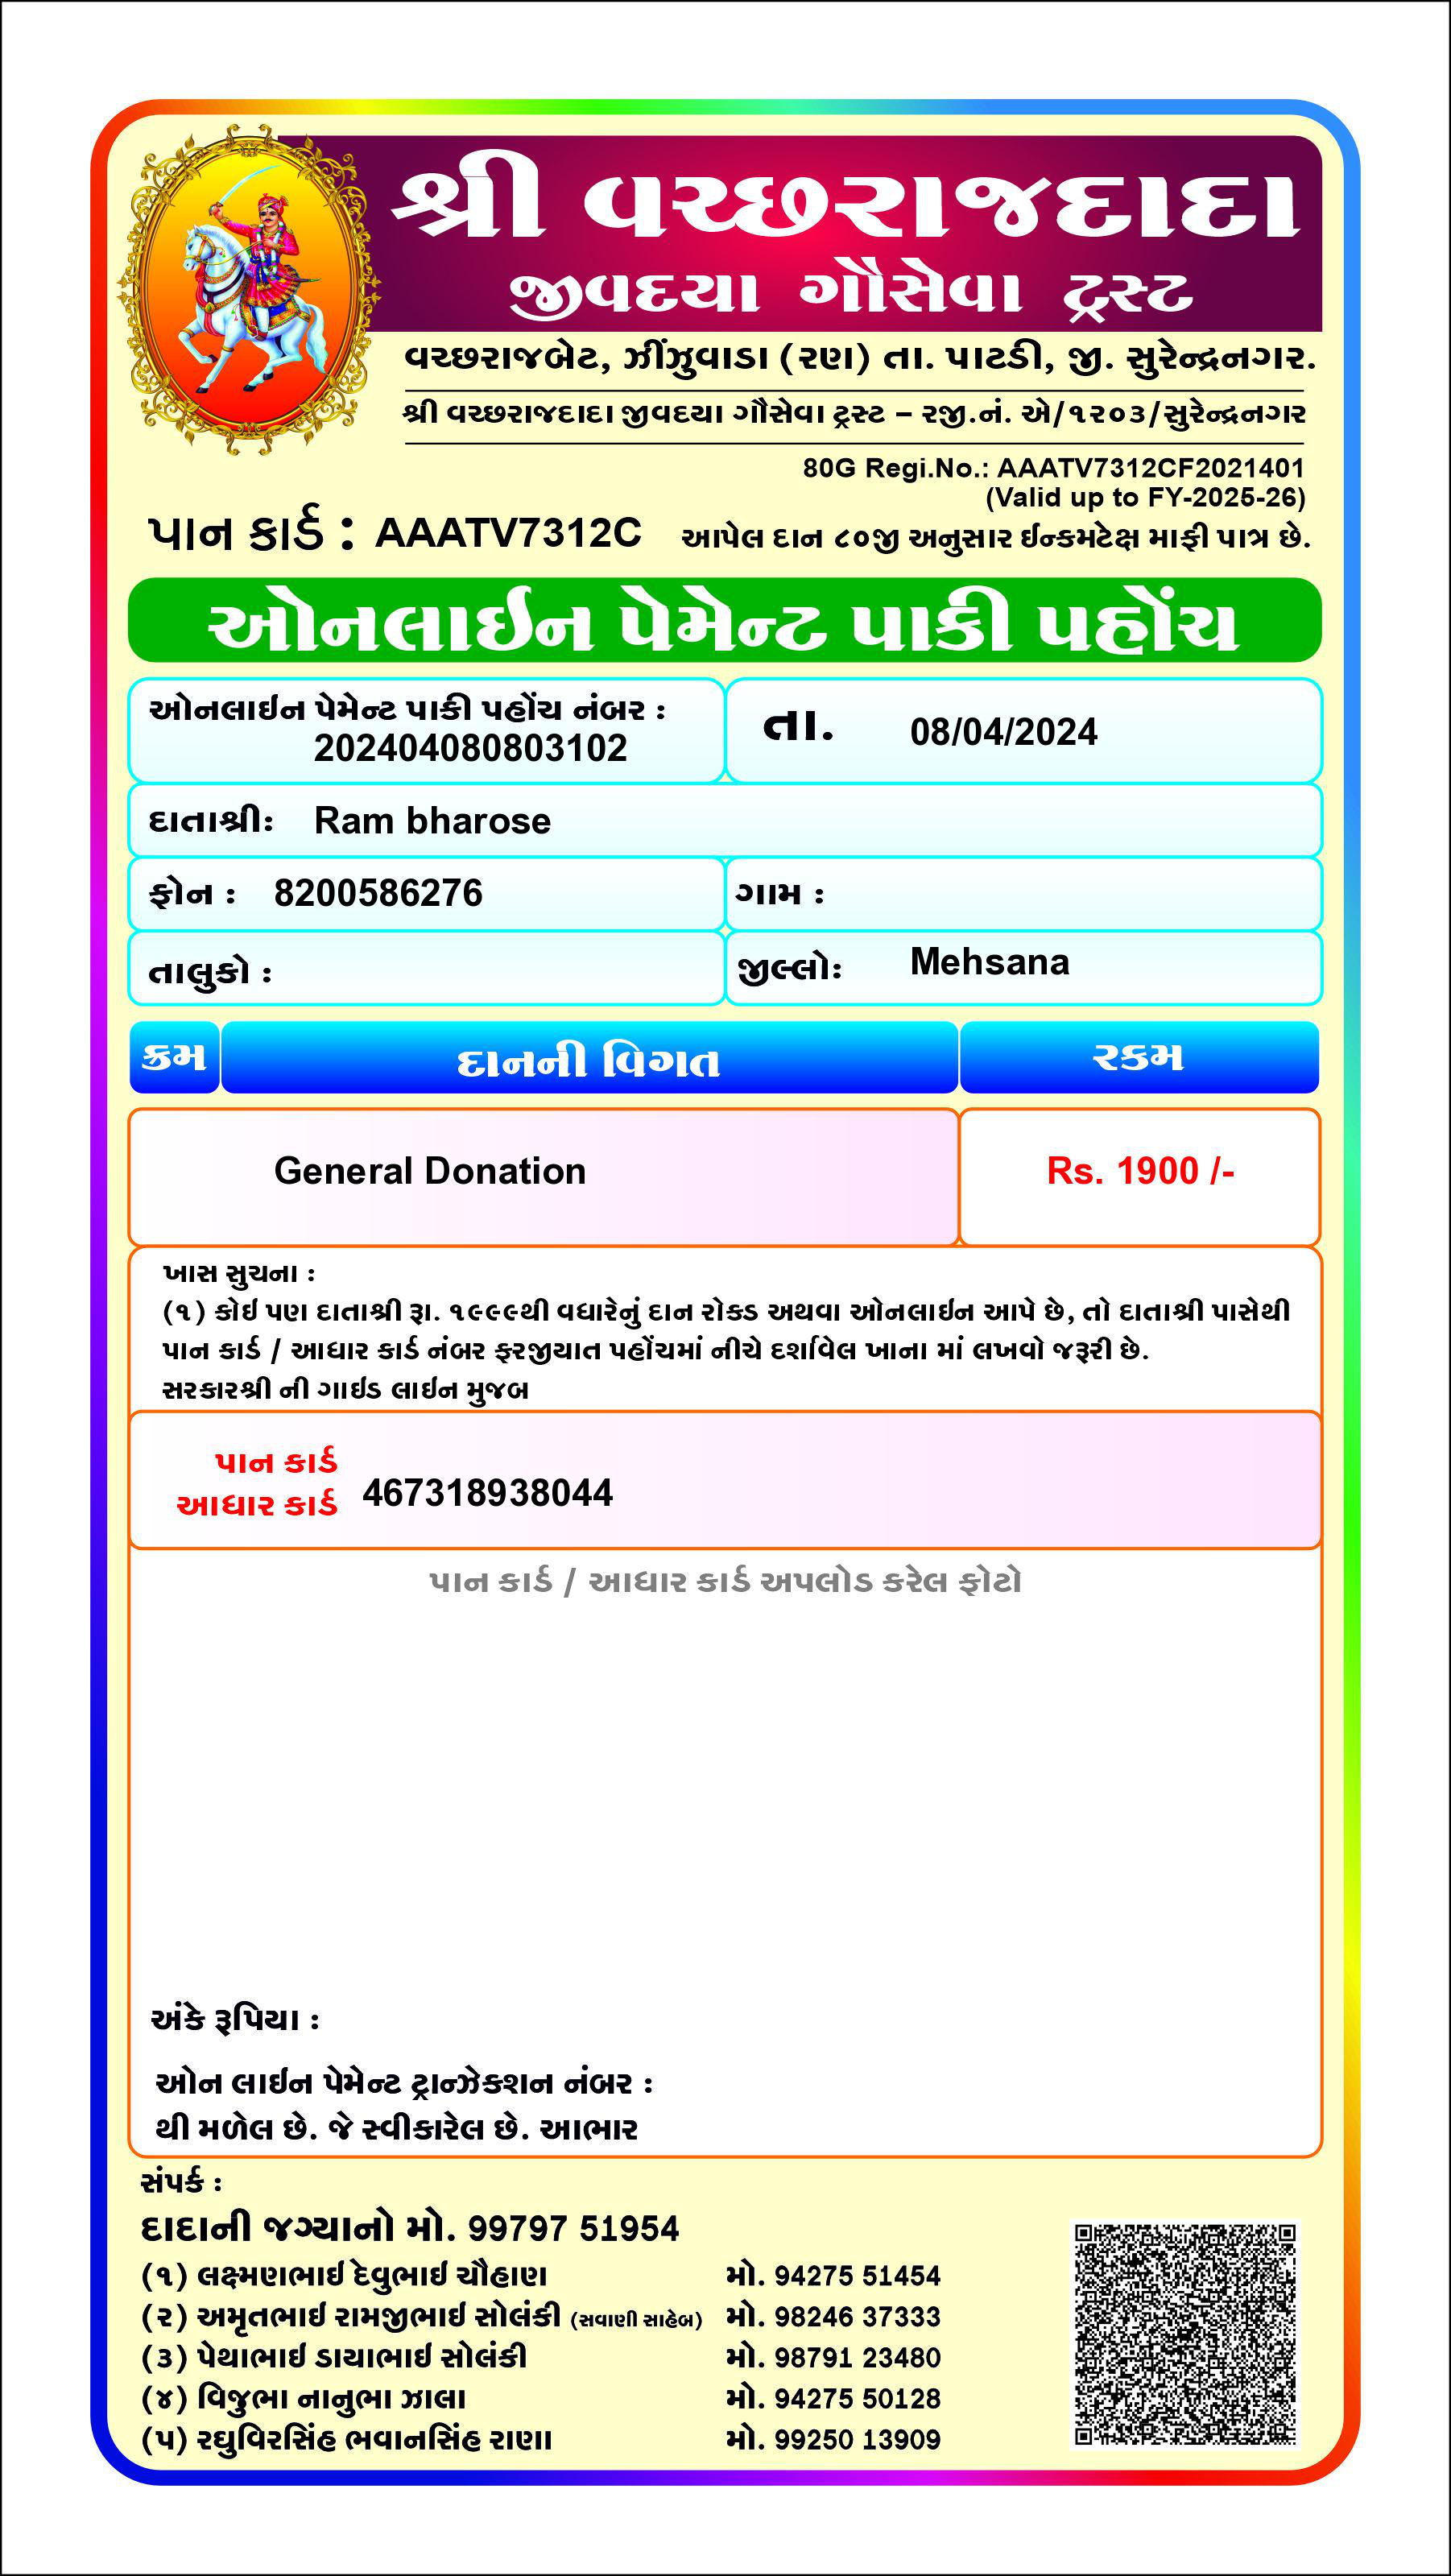 શ્રી વચ્છરાજદાદા
જીવદયા ગૌસેવા ટ્રસ્ટ
વચ્છરાજબેટ, ઝીંઝુવાડા (રણ) તા. પાટડી, જી. સુરેન્દ્રનગર.
શ્રી વચ્છરાજદાદા જીવદયા ગૌસેવા ટ્રસ્ટ – રજી.નં. એ/૧૨૦૩/સુરેન્દ્રનગર
80G Regi.No.: AAATV7312CF2021401
(Valid up to FY-2025-26)
પાન કાર્ડ : AAATV7312C આપેલ દાન ૮૦જી અનુસાર ઈન્કમટેક્ષ માફી પાત્ર છે.
ઓનલાઈન પેમેન્ટ પાકી પહોંચ
ઓનલાઈન પેમેન્ટ પાકી પહોંચ નંબર :
202404080803102
તા. 08/04/2024
દાતાશ્રી: Ram bharose
ફોન : 8200586276 ગામ :
તાલુકો : જીલ્લો: Mehsana
ક્રમ દાનની વિગત રકમ
General Donation Rs. 1900 /-
ખાસ સુચના :
(૧) કોઈ પણ દાતાશ્રી રૂા. ૧૯૯૯થી વધારેનું દાન રોકડ અથવા ઓનલાઈન આપે છે, તો દાતાશ્રી પાસેથી
પાન કાર્ડ / આધાર કાર્ડ નંબર ફરજીયાત પહોંચમાં નીચે દર્શાવેલ ખાના માં લખવો જરૂરી છે.
સરકારશ્રી ની ગાઈડ લાઈન મુજબ
પાન કાર્ડ
આધાર કાર્ડ 467318938044
પાન કાર્ડ / આધાર કાર્ડ અપલોડ કરેલ ફોટો
અંકે રૂપિયા :
ઓન લાઈન પેમેન્ટ ટ્રાન્ઝેકશન નંબર :
થી મળેલ છે. જે સ્વીકારેલ છે. આભાર
સંપર્ક :
દાદાની જગ્યાનો મો. 99797 51954
(૧) લક્ષ્મણભાઈ દેવુભાઈ ચૌહાણ મો. 94275 51454
(૨) અમૃતભાઈ રામજીભાઈ સોલંકી (સવાણી સાહેબ) મો. 98246 37333
(૩) પેથાભાઈ ડાયાભાઈ સોલંકી મો. 98791 23480
(૪) વિજુભા નાનુભા ઝાલા મો. 94275 50128
(૫) રઘુવિરસિંહ ભવાનસિંહ રાણા મો. 99250 13909